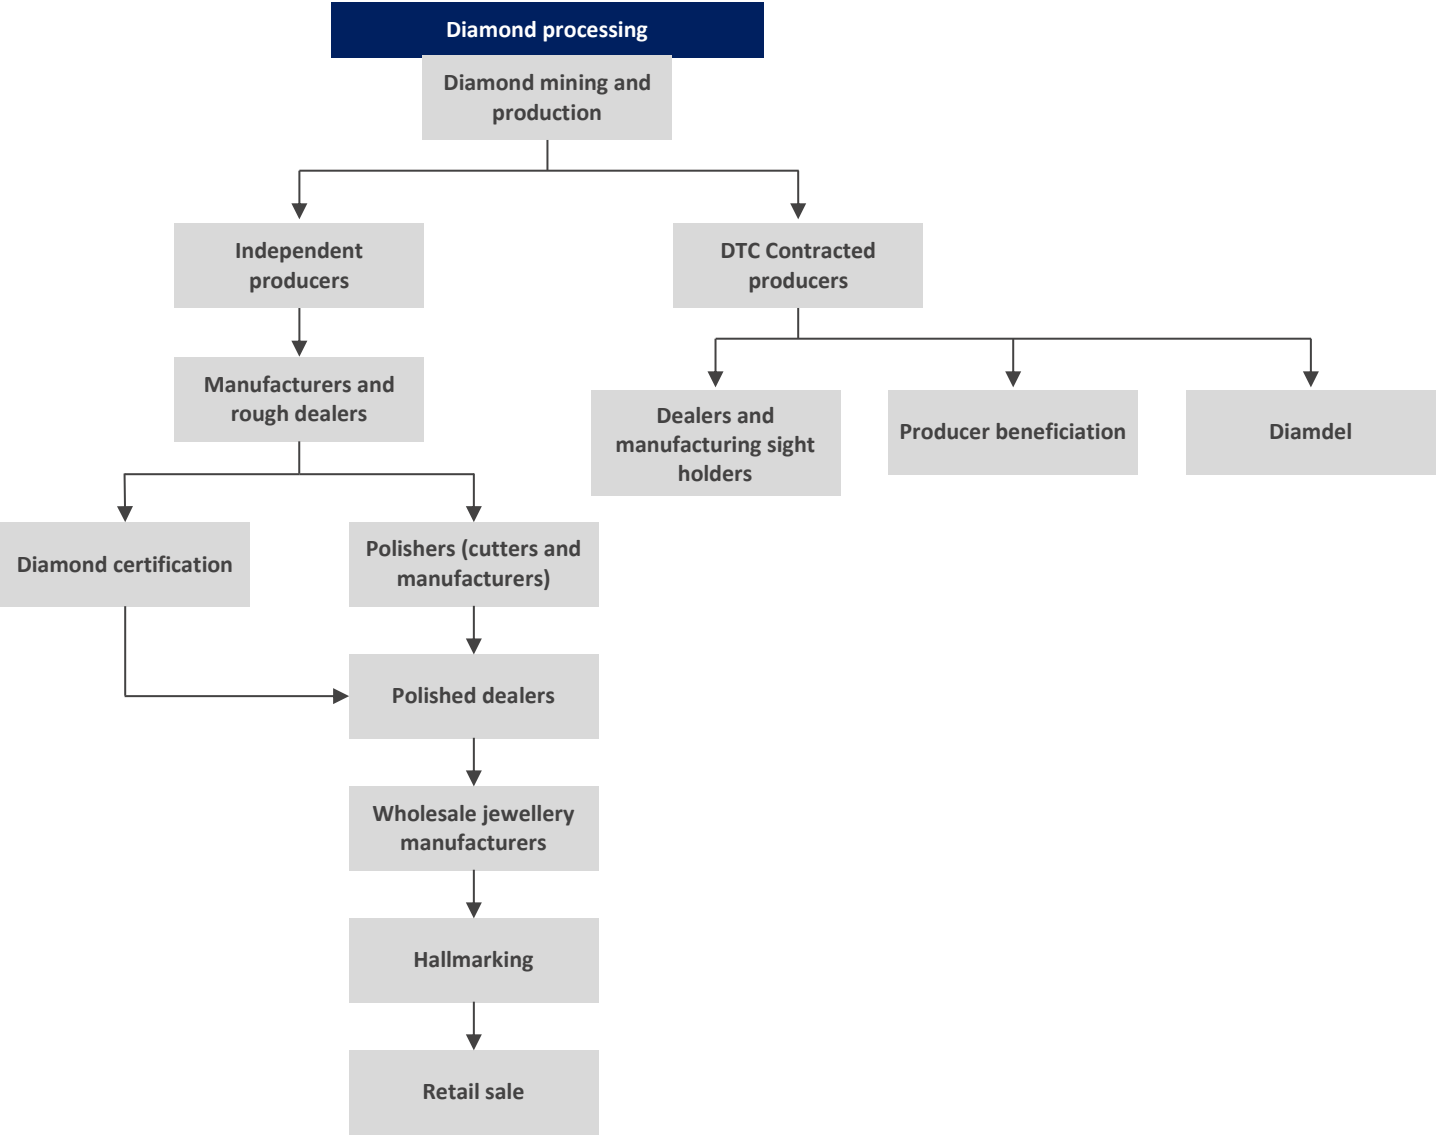 Diamond processing
Diamond mining and
production
Independent
producers
DTC Contracted
producers
Manufacturers and
rough dealers
Dealers and
manufacturing sight
holders
Producer beneficiation
Diamdel
Diamond certification
Polishers (cutters and
manufacturers)
Polished dealers
Wholesale jewellery
manufacturers
Hallmarking
Retail sale